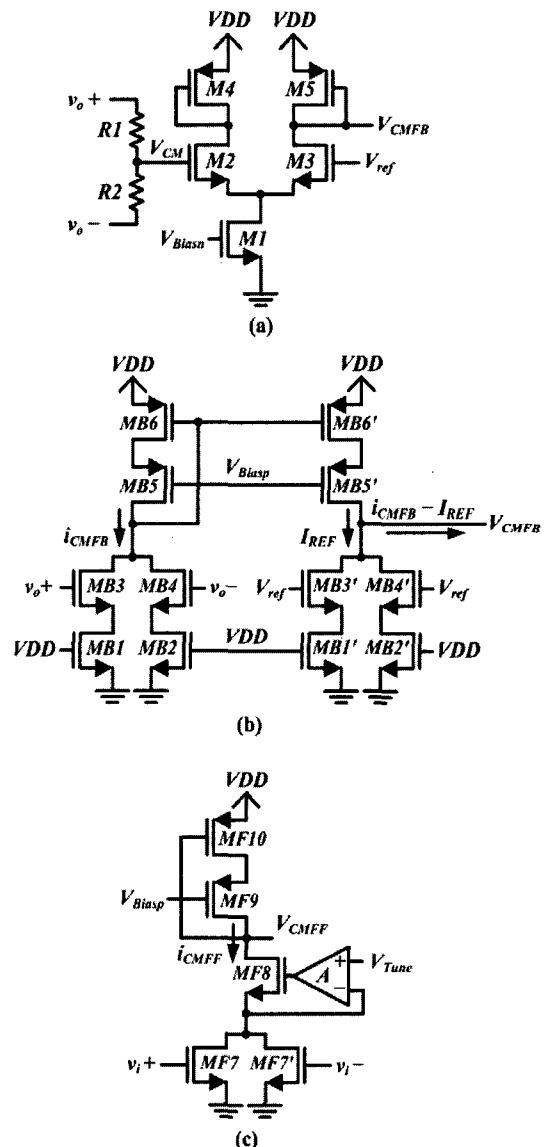 VDD VDD
M4 M5
vo+ VCMFB
R1 VCM M2 M3 Vref
R2
vo− VBiasn M1
(a)
VDD VDD
MB6 MB6'
MB5 VBiasp MB5'
iCMFB IREF iCMFB − IREF VCMFB
vo+ MB3 MB4 vo− Vref MB3' MB4' Vref
VDD MB1 MB2 VDD MB1' MB2' VDD
(b)
VDD
MF10
VBiasp MF9
VCMFF
iCMFF
MF8 A + − VTune
vi+ MF7 MF7' vi−
(c)